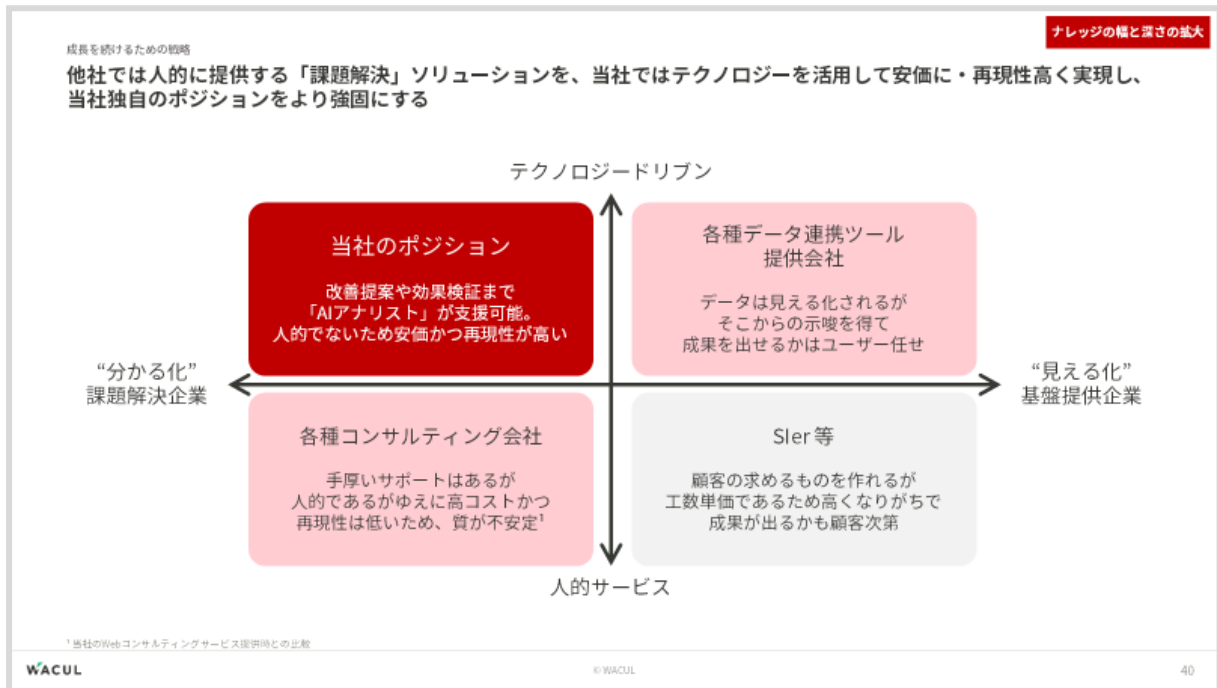 ナレッジの幅と深さの拡大
成長を続けるための戦略
他社では人的に提供する「課題解決」ソリューションを、当社ではテクノロジーを活用して安価に・再現性高く実現し、
当社独自のポジションをより強固にする
テクノロジードリブン
当社のポジション
改善提案や効果検証まで
「AIアナリスト」が支援可能。
人的でないため安価かつ再現性が高い
各種データ連携ツール
提供会社
データは見える化されるが
そこからの示唆を得て
成果を出せるかはユーザー任せ
“分かる化”
課題解決企業
“見える化”
基盤提供企業
各種コンサルティング会社
手厚いサポートはあるが
人的であるがゆえに高コストかつ
再現性は低いため、質が不安定¹
SIer等
顧客の求めるものを作れるが
工数単価であるため高くなりがちで
成果が出るかも顧客次第
人的サービス
¹ 当社のWebコンサルティングサービス提供時との比較
WACUL
© WACUL
40